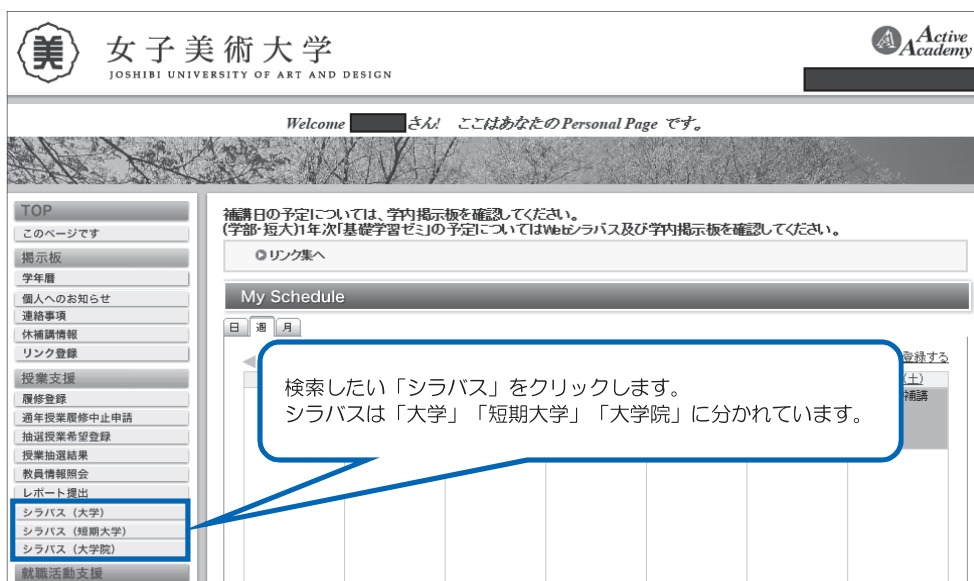 美
女子美術大学
JOSHIBI UNIVERSITY OF ART AND DESIGN
A Active Academy
Welcome さん! ここはあなたのPersonal Page です。
TOP
このページです
掲示板
学年暦
個人へのお知らせ
連絡事項
休補講情報
リンク登録
授業支援
履修登録
通年授業履修中止申請
抽選授業希望登録
授業抽選結果
教員情報照会
レポート提出
シラバス(大学)
シラバス(短期大学)
シラバス(大学院)
就職活動支援
補講日の予定については、学内掲示板を確認してください。
(学部・短大)1年次「基礎学習ゼミ」の予定についてはWebシラバス及び学内掲示板を確認してください。
リンク集へ
My Schedule
日 週 月
登録する
(土)
補講
検索したい「シラバス」をクリックします。
シラバスは「大学」「短期大学」「大学院」に分かれています。